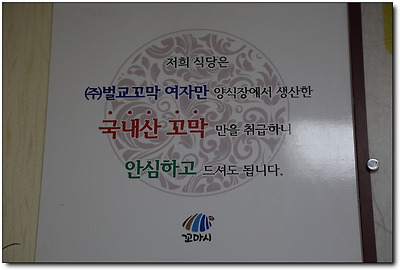 저희 식당은
(주)벌교꼬막 여자만 양식장에서 생산한
국내산 꼬막 만을 취급하니
안심하고 드셔도 됩니다.
꼬마시